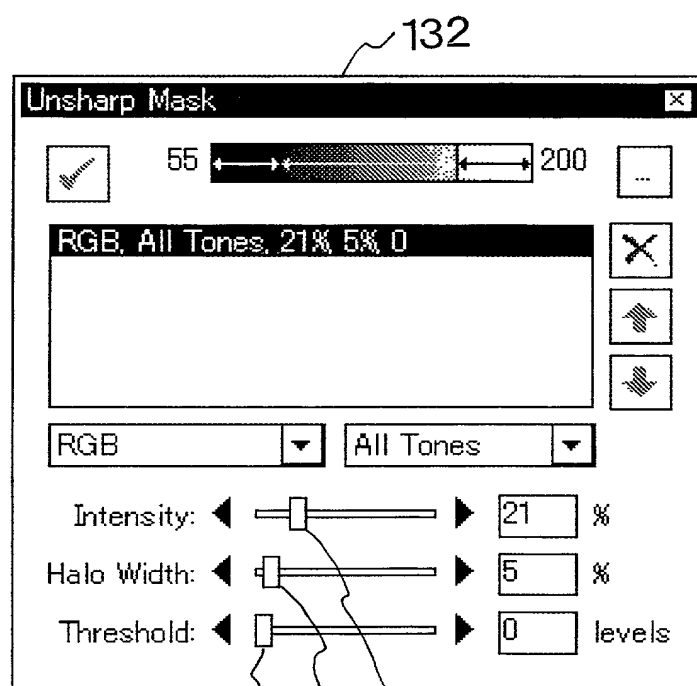 132
Unsharp Mask
55 200 ...
RGB, All Tones, 21%, 5%, 0
RGB All Tones
Intensity: 21 %
Halo Width: 5 %
Threshold: 0 levels